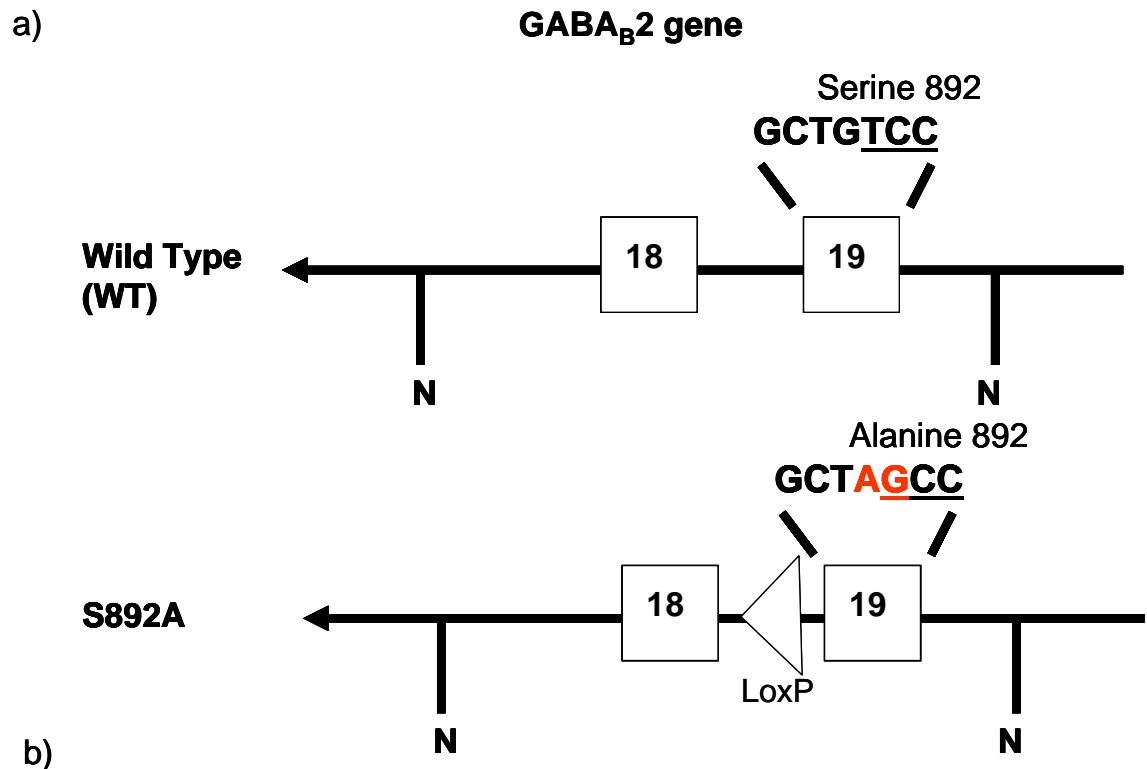 a)
GABAB2 gene
Serine 892
GCTGTCC
Wild Type
(WT)
18
19
N
N
Alanine 892
GCTAGCC
S892A
18
19
LoxP
N
N
b)